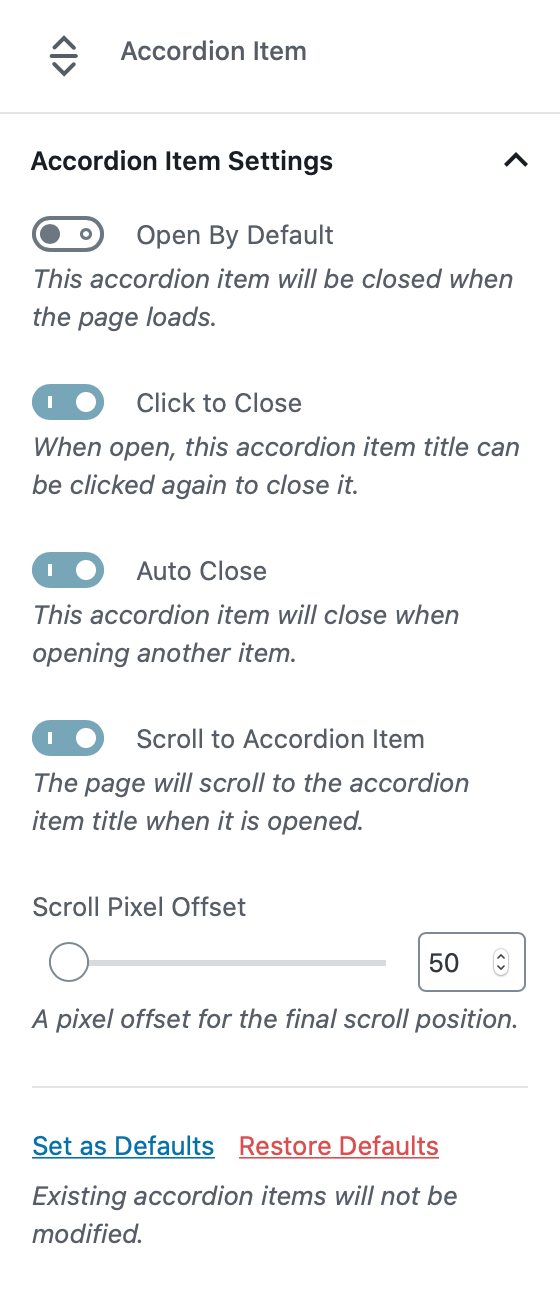 Accordion Item
Accordion Item Settings
Open By Default
This accordion item will be closed when
the page loads.
Click to Close
When open, this accordion item title can
be clicked again to close it.
Auto Close
This accordion item will close when
opening another item.
Scroll to Accordion Item
The page will scroll to the accordion
item title when it is opened.
Scroll Pixel Offset
50
A pixel offset for the final scroll position.
Set as Defaults Restore Defaults
Existing accordion items will not be
modified.